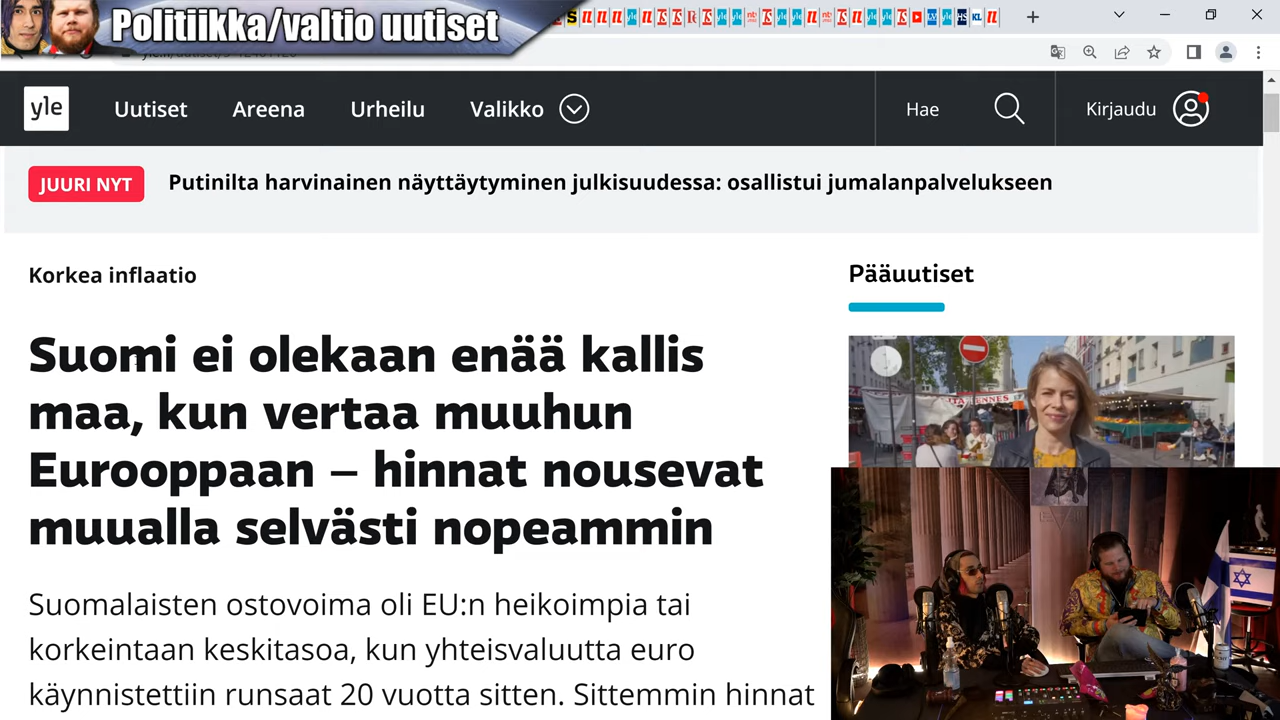 Politiikka/valtio uutiset
yle
Uutiset
Areena
Urheilu
Valikko
Hae
Kirjaudu
JUURI NYT
Putinilta harvinainen näyttäytyminen julkisuudessa: osallistui jumalanpalvelukseen
Korkea inflaatio
Pääuutiset
Suomi ei olekaan enää kallis
maa, kun vertaa muuhun
Eurooppaan – hinnat nousevat
muualla selvästi nopeammin
Suomalaisten ostovoima oli EU:n heikoimpia tai
korkeintaan keskitasoa, kun yhteisvaluutta euro
käynnistettiin runsaat 20 vuotta sitten. Sittemmin hinnat